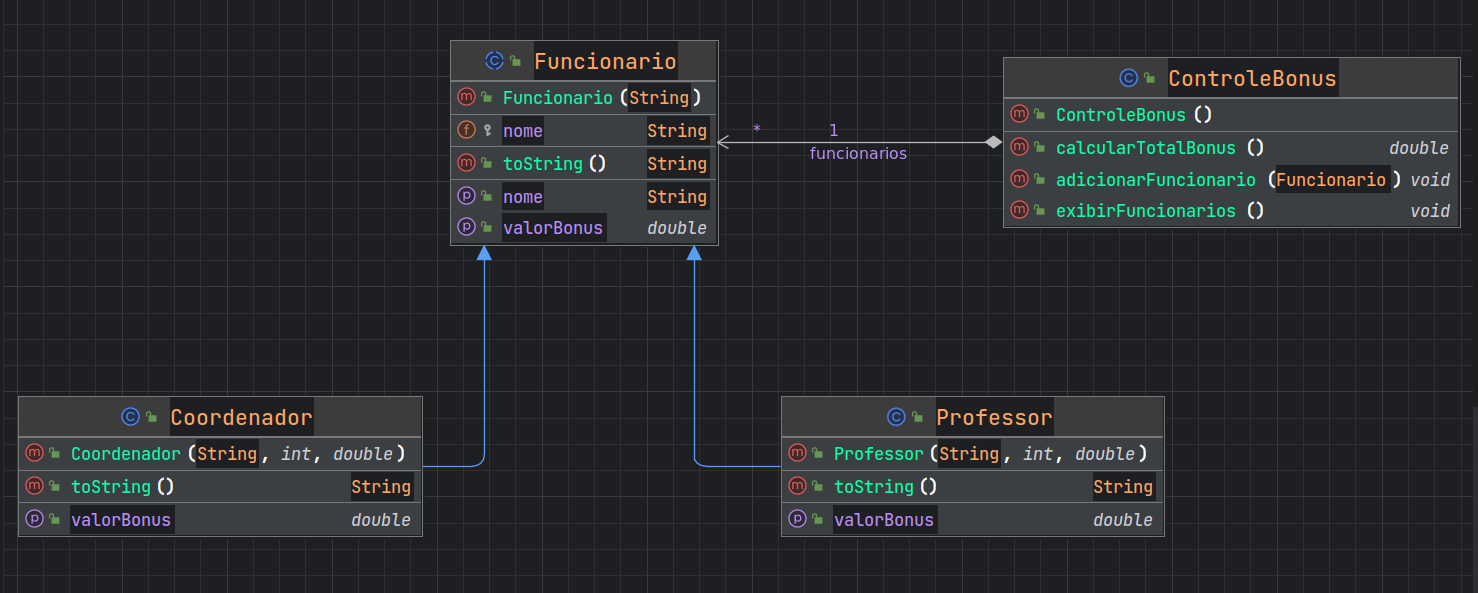 Funcionario
Funcionario (String)
nome String
toString () String
nome String
valorBonus double
* 1
funcionarios
ControleBonus
ControleBonus ()
calcularTotalBonus () double
adicionarFuncionario (Funcionario) void
exibirFuncionarios () void
Coordenador
Coordenador (String, int, double)
toString () String
valorBonus double
Professor
Professor (String, int, double)
toString () String
valorBonus double